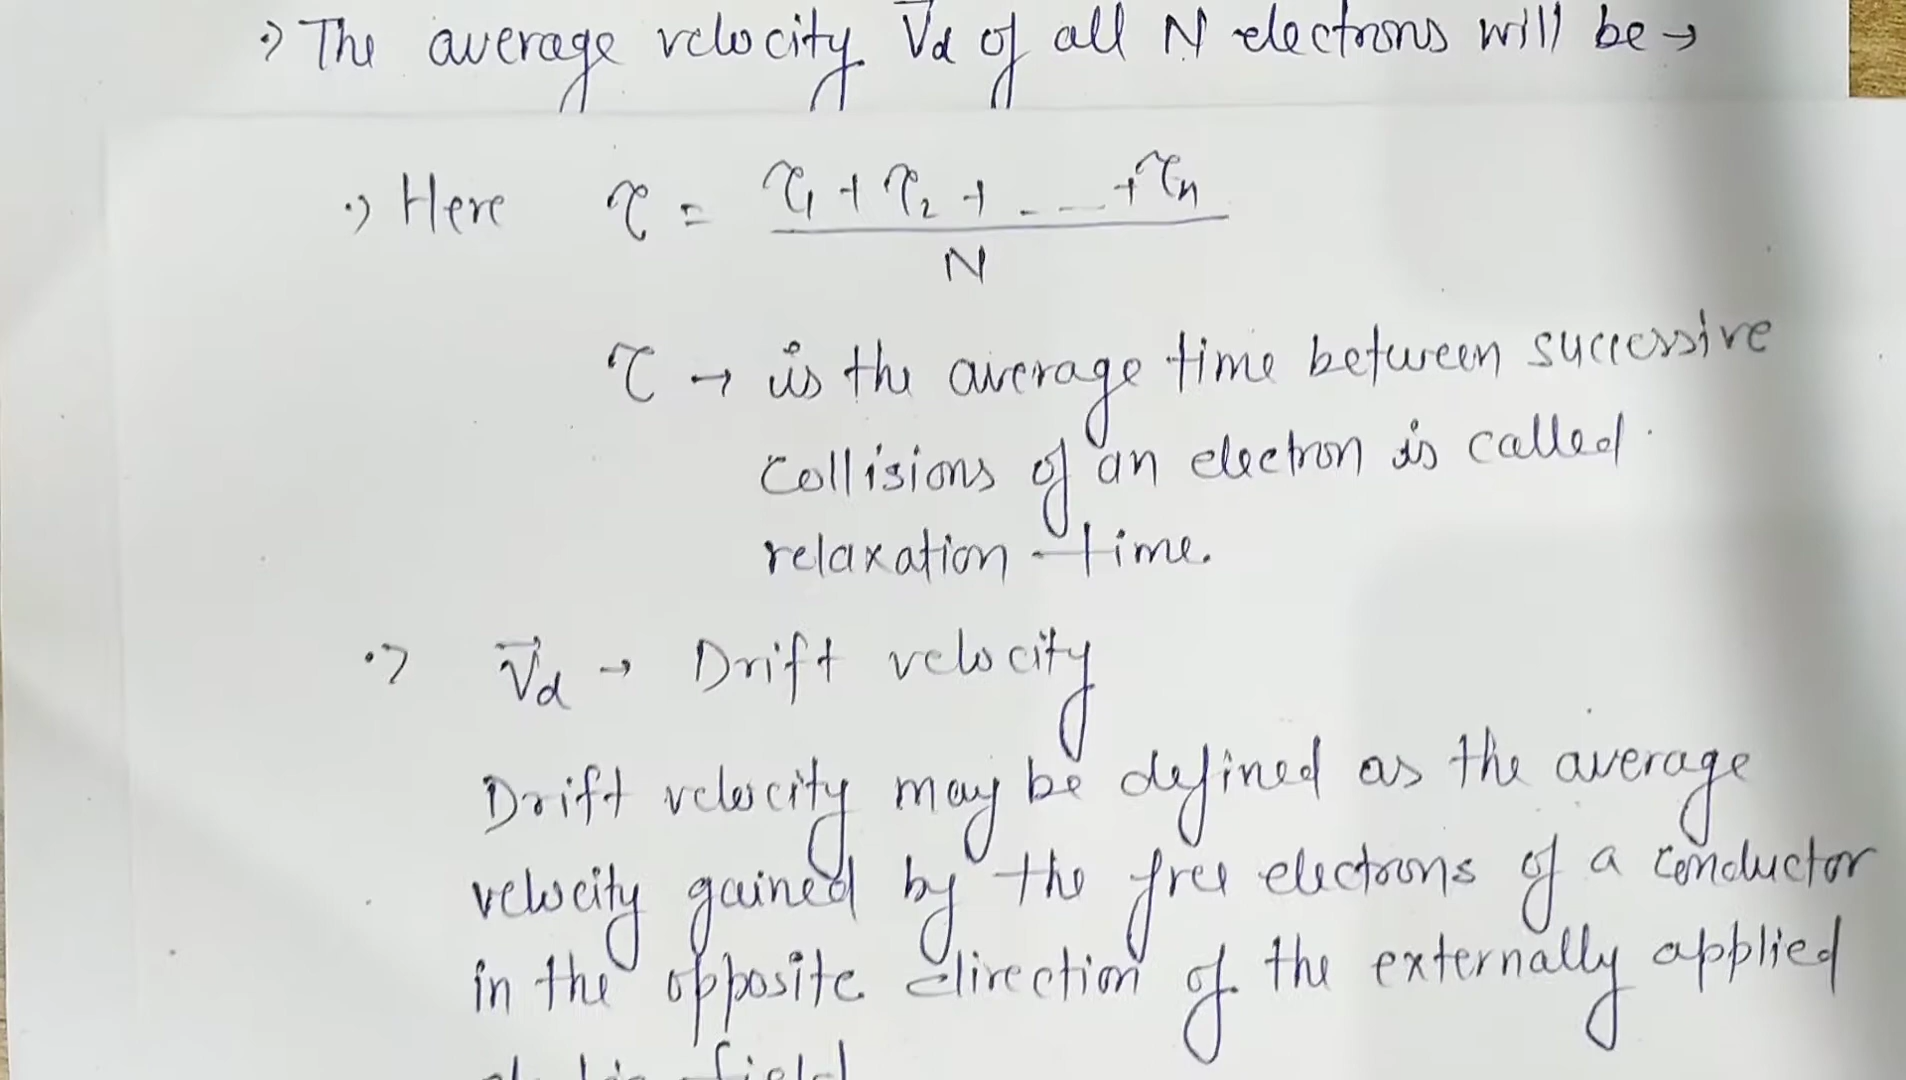 •) The average velocity V⃗d of all N electrons will be →
•) Here τ = τ₁ + τ₂ + - - - + τn
N
τ → is the average time between successive
collisions of an electron is called
relaxation time.
•) V⃗d → Drift velocity
Drift velocity may be defined as the average
velocity gained by the free electrons of a conductor
in the opposite direction of the externally applied
field